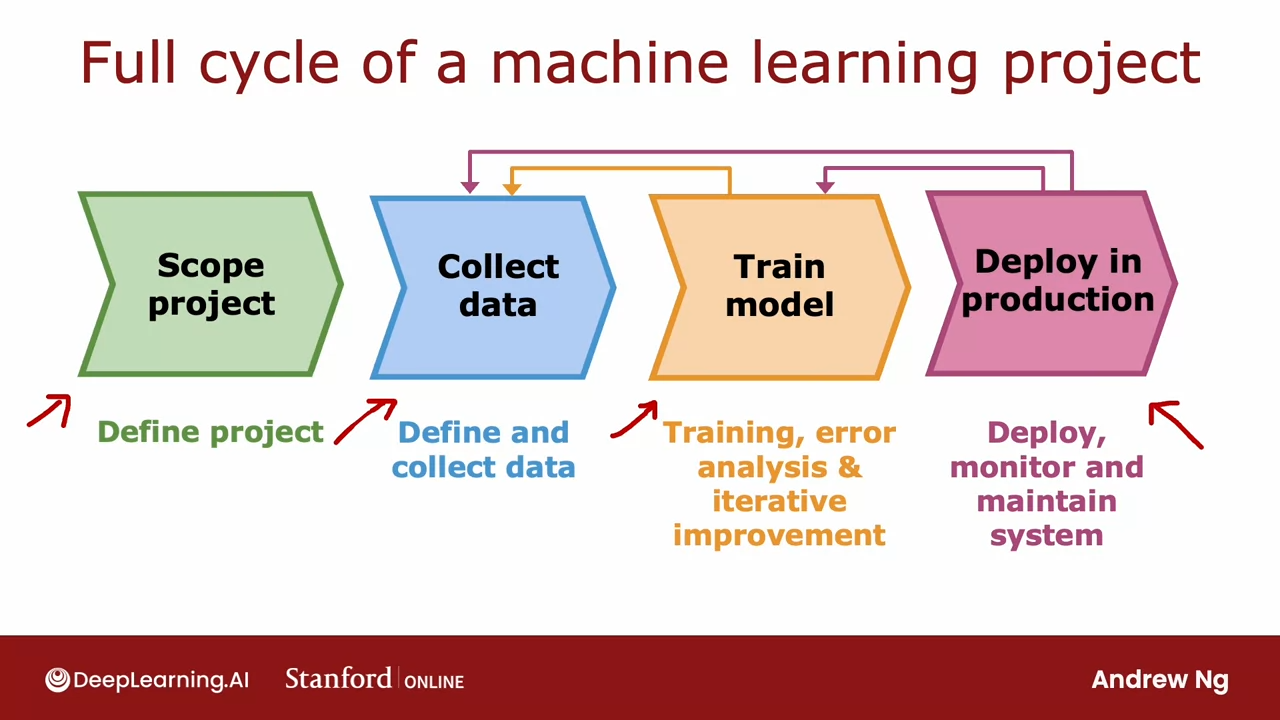 Full cycle of a machine learning project
Scope
project
Collect
data
Train
model
Deploy in
production
Define project
Define and
collect data
Training, error
analysis &
iterative
improvement
Deploy,
monitor and
maintain
system
DeepLearning.AI
Stanford | ONLINE
Andrew Ng